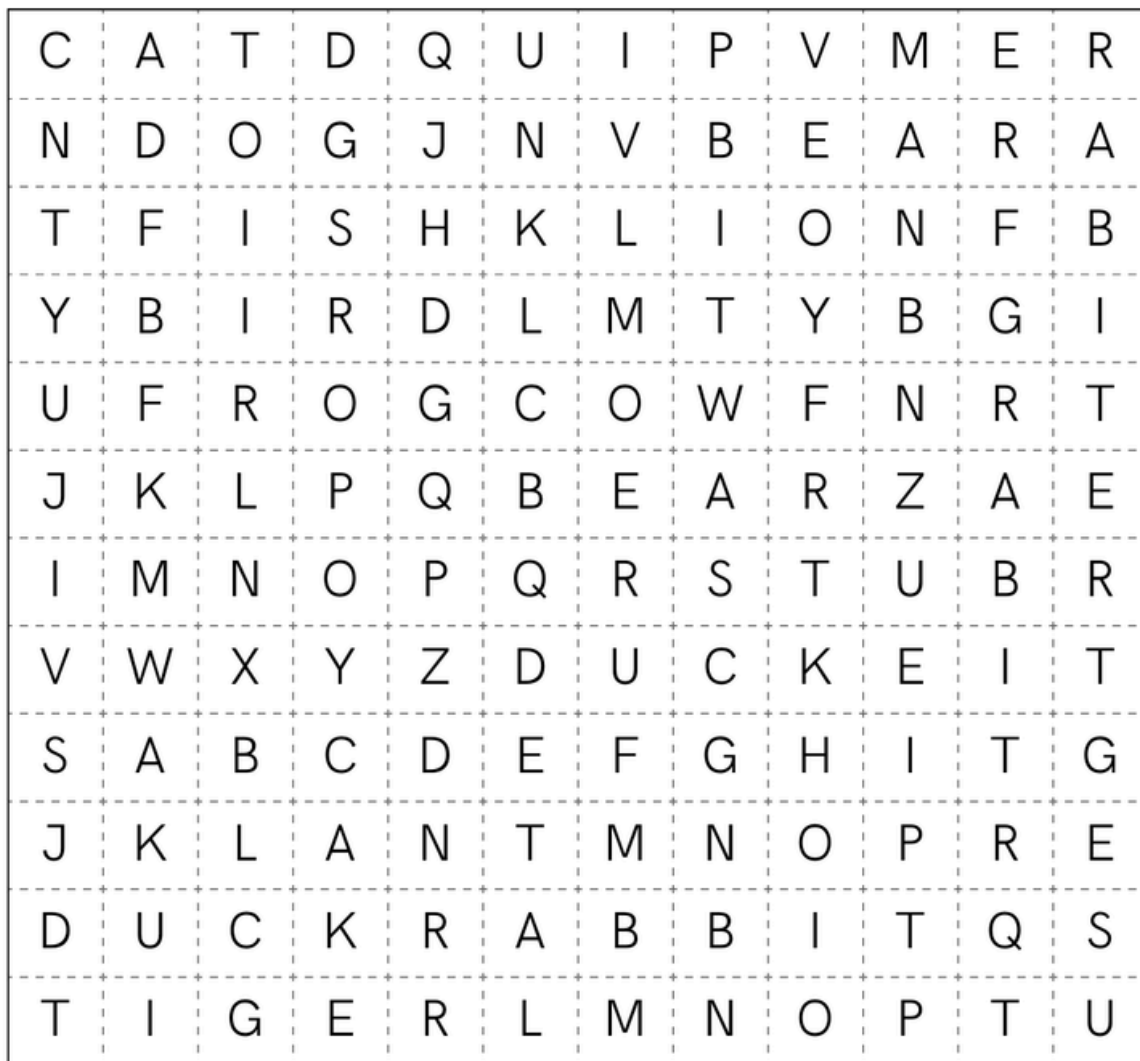 C A T D Q U I P V M E R
N D O G J N V B E A R A
T F I S H K L I O N F B
Y B I R D L M T Y B G I
U F R O G C O W F N R T
J K L P Q B E A R Z A E
I M N O P Q R S T U B R
V W X Y Z D U C K E I T
S A B C D E F G H I T G
J K L A N T M N O P R E
D U C K R A B B I T Q S
T I G E R L M N O P T U